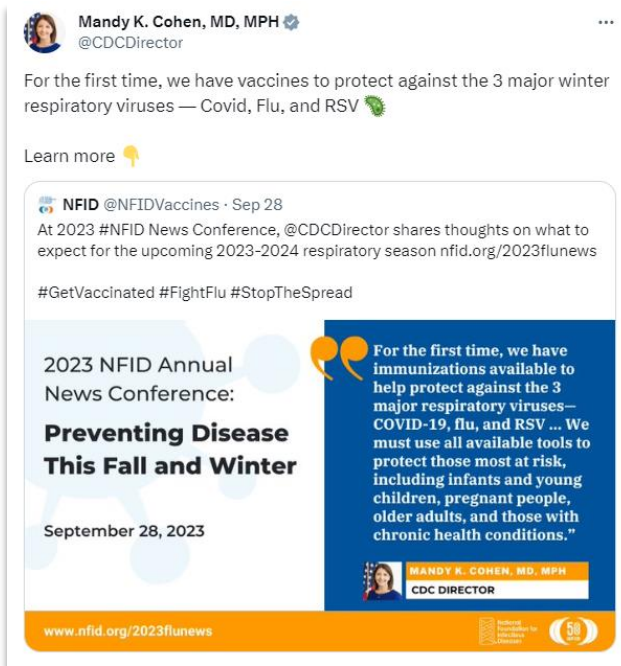 Mandy K. Cohen, MD, MPH
@CDCDirector
For the first time, we have vaccines to protect against the 3 major winter
respiratory viruses — Covid, Flu, and RSV 🦠
Learn more 👇
NFID @NFIDVaccines · Sep 28
At 2023 #NFID News Conference, @CDCDirector shares thoughts on what to
expect for the upcoming 2023-2024 respiratory season nfid.org/2023flunews
#GetVaccinated #FightFlu #StopTheSpread
2023 NFID Annual
News Conference:
Preventing Disease
This Fall and Winter
September 28, 2023
For the first time, we have
immunizations available to
help protect against the 3
major respiratory viruses—
COVID-19, flu, and RSV ... We
must use all available tools to
protect those most at risk,
including infants and young
children, pregnant people,
older adults, and those with
chronic health conditions.”
MANDY K. COHEN, MD, MPH
CDC DIRECTOR
www.nfid.org/2023flunews
National
Foundation for
Infectious
Diseases
50